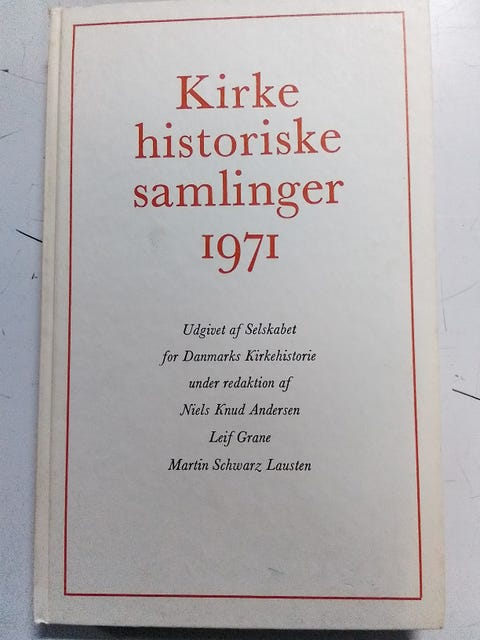 Kirke
historiske
samlinger
1971
Udgivet af Selskabet
for Danmarks Kirkehistorie
under redaktion af
Niels Knud Andersen
Leif Grane
Martin Schwarz Lausten